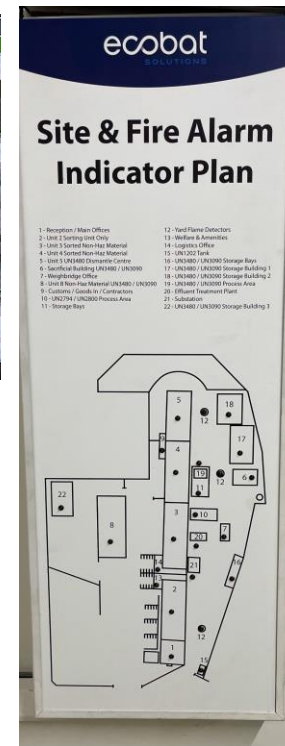 ecobat
SOLUTIONS
Site & Fire Alarm
Indicator Plan
1 - Reception / Main Offices
2 - Unit 2 Sorting Unit Only
3 - Unit 3 Sorted Non-Haz Material
4 - Unit 4 Sorted Non-Haz Material
5 - Unit 5 UN3480 Dismantle Centre
6 - Sacrificial Building UN3480 / UN3090
7 - Weighbridge Office
8 - Unit 8 Non-Haz Material UN3480 / UN3090
9 - Customs / Goods In / Contractors
10 - UN2794 / UN2800 Process Area
11 - Storage Bays
12 - Yard Flame Detectors
13 - Welfare & Amenities
14 - Logistics Office
15 - UN1202 Tank
16 - UN3480 / UN3090 Storage Bays
17 - UN3480 / UN3090 Storage Building 1
18 - UN3480 / UN3090 Storage Building 2
19 - UN3480 / UN3090 Process Area
20 - Effluent Treatment Plant
21 - Substation
22 - UN3480 / UN3090 Storage Building 3
5
18
12
9
4
17
19
12
6
22
11
3
10
8
7
20
14
21
16
13
2
12
1
15